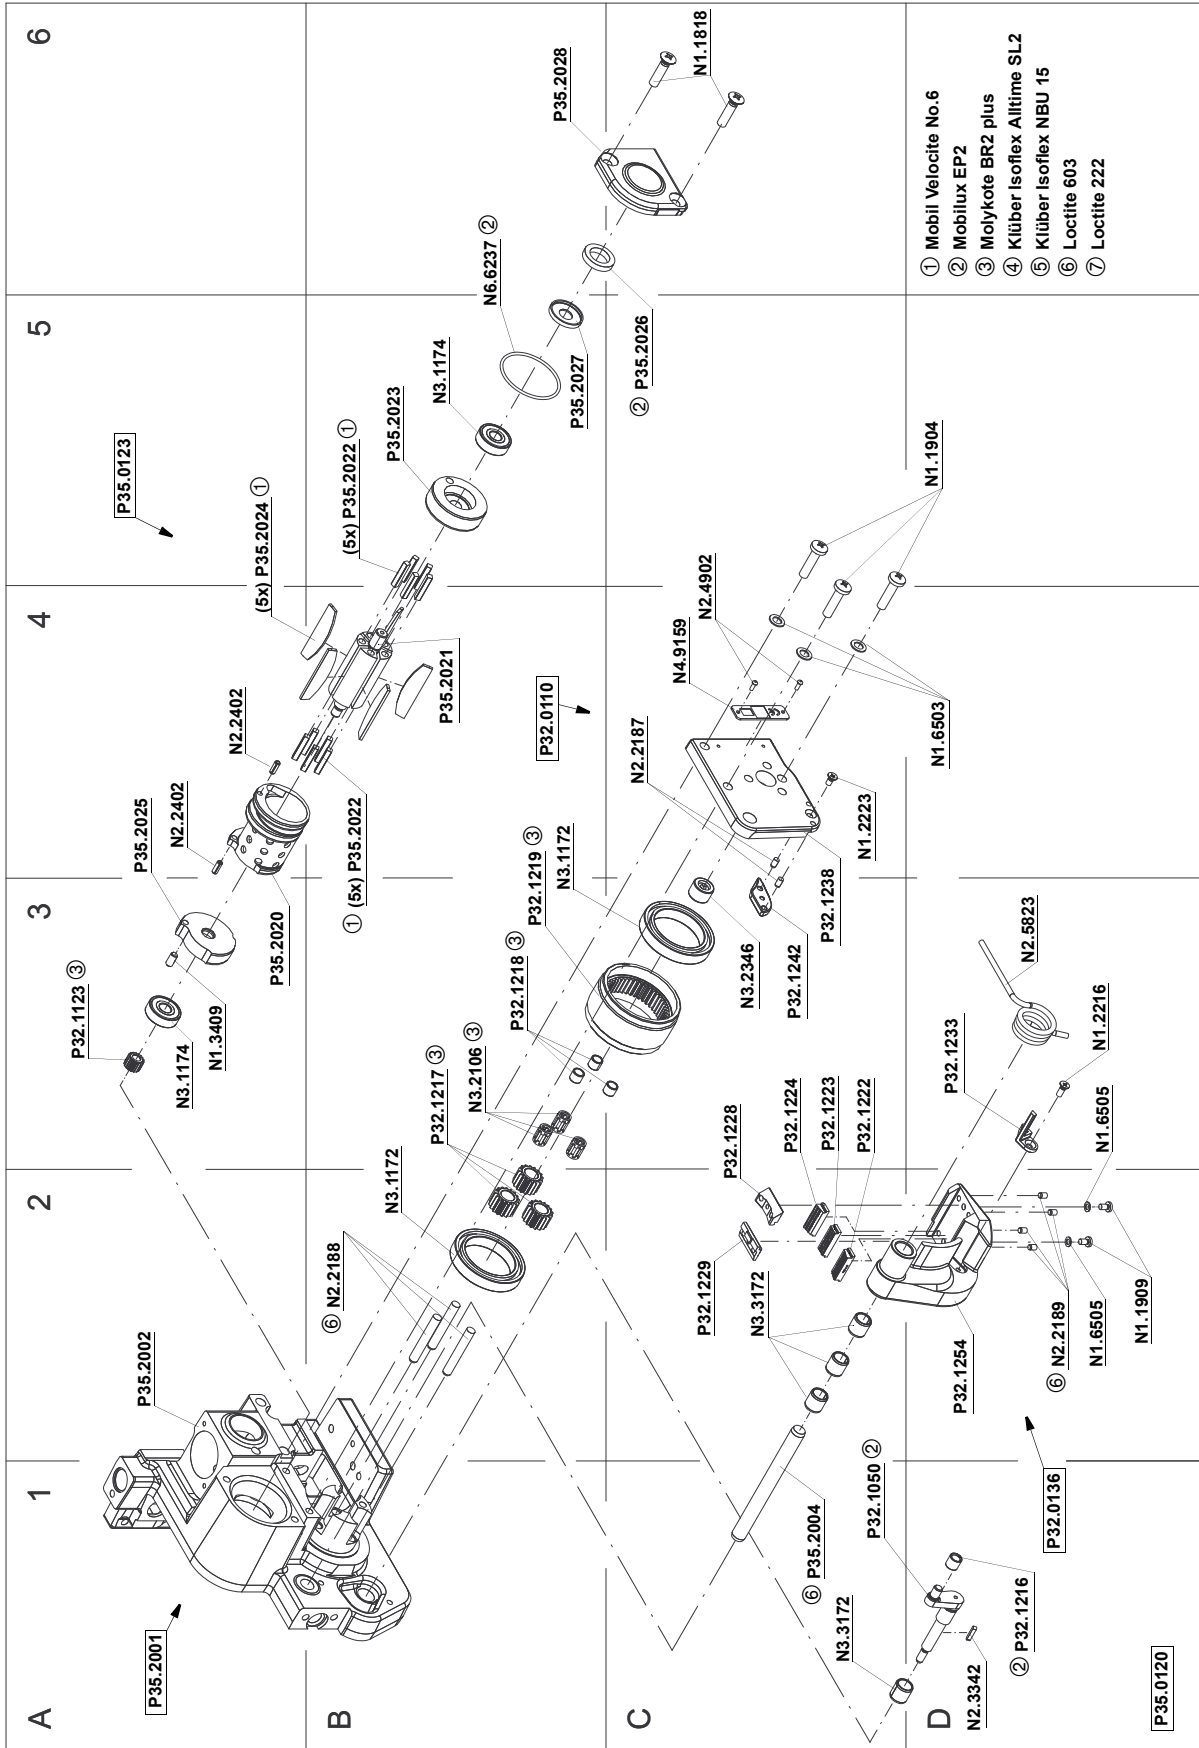 A
B
C
D
1
2
3
4
5
6
P35.2001
P35.2002
P32.1123 ③
N3.1174
N1.3409
P35.2025
N2.2402
N2.2402
P35.2020
P35.0123
(5x) P35.2024 ①
(5x) P35.2022 ①
① (5x) P35.2022
P35.2021
P35.2023
N3.1174
N6.6237 ②
P35.2027
② P35.2026
P35.2028
N1.1818
⑥ N2.2188
N3.1172
P32.1217 ③
N3.2106 ③
P32.1218 ③
P32.1219 ③
N3.1172
N3.2346
P32.1242
P32.1238
N2.2187
P32.0110
N4.9159
N2.4902
N1.2223
N1.6503
N1.1904
N3.3172
N2.3342
② P32.1216
P32.1050 ②
⑥ P35.2004
N3.3172
P32.1229
P32.1228
P32.1224
P32.1223
P32.1222
P32.1254
P32.0136
⑥ N2.2189
N1.6505
N1.1909
N1.6505
N1.2216
P32.1233
N2.5823
P35.0120
① Mobil Velocite No.6
② Mobilux EP2
③ Molykote BR2 plus
④ Klüber Isoflex Alltime SL2
⑤ Klüber Isoflex NBU 15
⑥ Loctite 603
⑦ Loctite 222